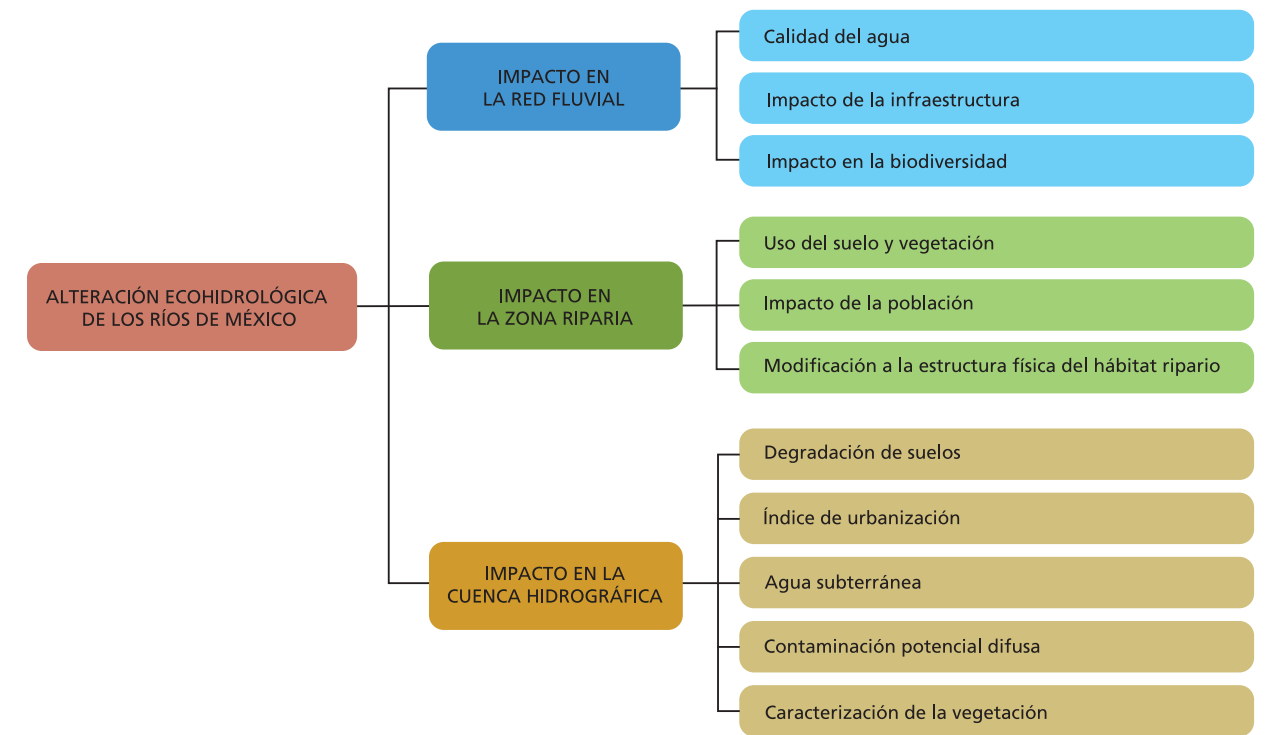 ALTERACIÓN ECOHIDROLÓGICA
DE LOS RÍOS DE MÉXICO
IMPACTO EN
LA RED FLUVIAL
Calidad del agua
Impacto de la infraestructura
Impacto en la biodiversidad
IMPACTO EN
LA ZONA RIPARIA
Uso del suelo y vegetación
Impacto de la población
Modificación a la estructura física del hábitat ripario
IMPACTO EN LA
CUENCA HIDROGRÁFICA
Degradación de suelos
Índice de urbanización
Agua subterránea
Contaminación potencial difusa
Caracterización de la vegetación